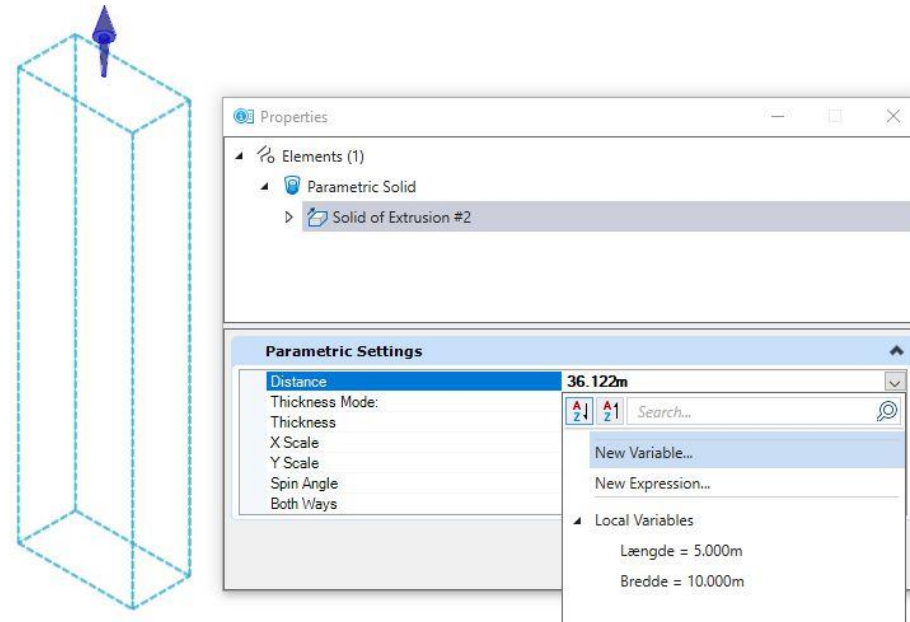 Properties
Elements (1)
Parametric Solid
Solid of Extrusion #2
Parametric Settings
Distance 36.122m
Thickness Mode:
Thickness
X Scale
Y Scale
Spin Angle
Both Ways
Search...
New Variable...
New Expression...
Local Variables
Længde = 5.000m
Bredde = 10.000m